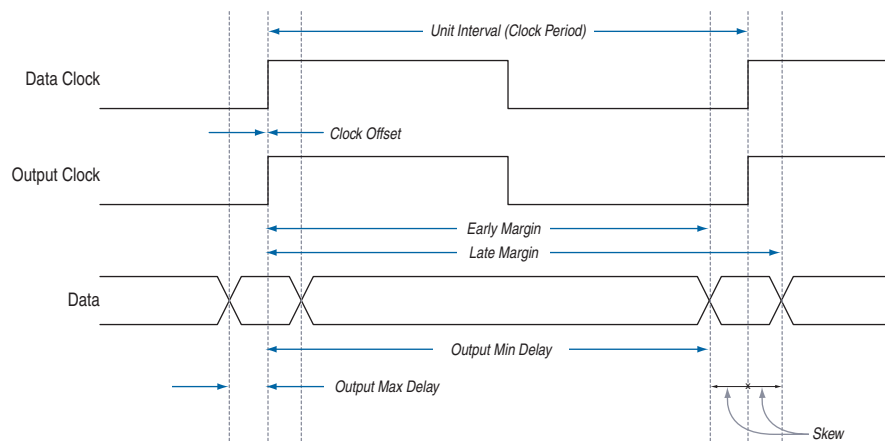 Unit Interval (Clock Period)
Data Clock
Clock Offset
Output Clock
Early Margin
Late Margin
Data
Output Min Delay
Output Max Delay
Skew